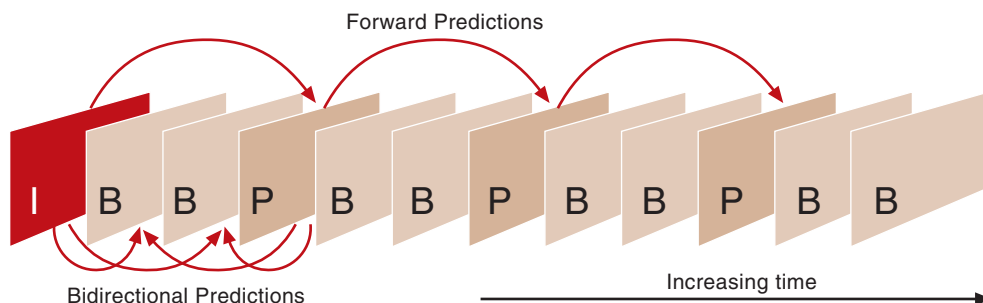 Forward Predictions
I B B P B B P B B P B B
Bidirectional Predictions
Increasing time